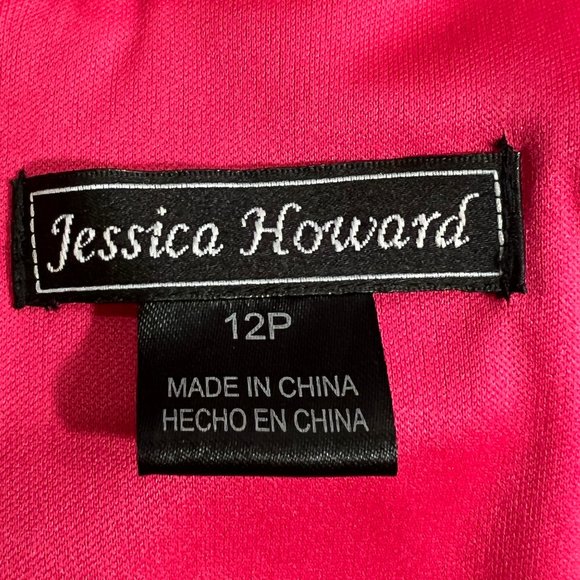 Jessica Howard
12P
MADE IN CHINA
HECHO EN CHINA